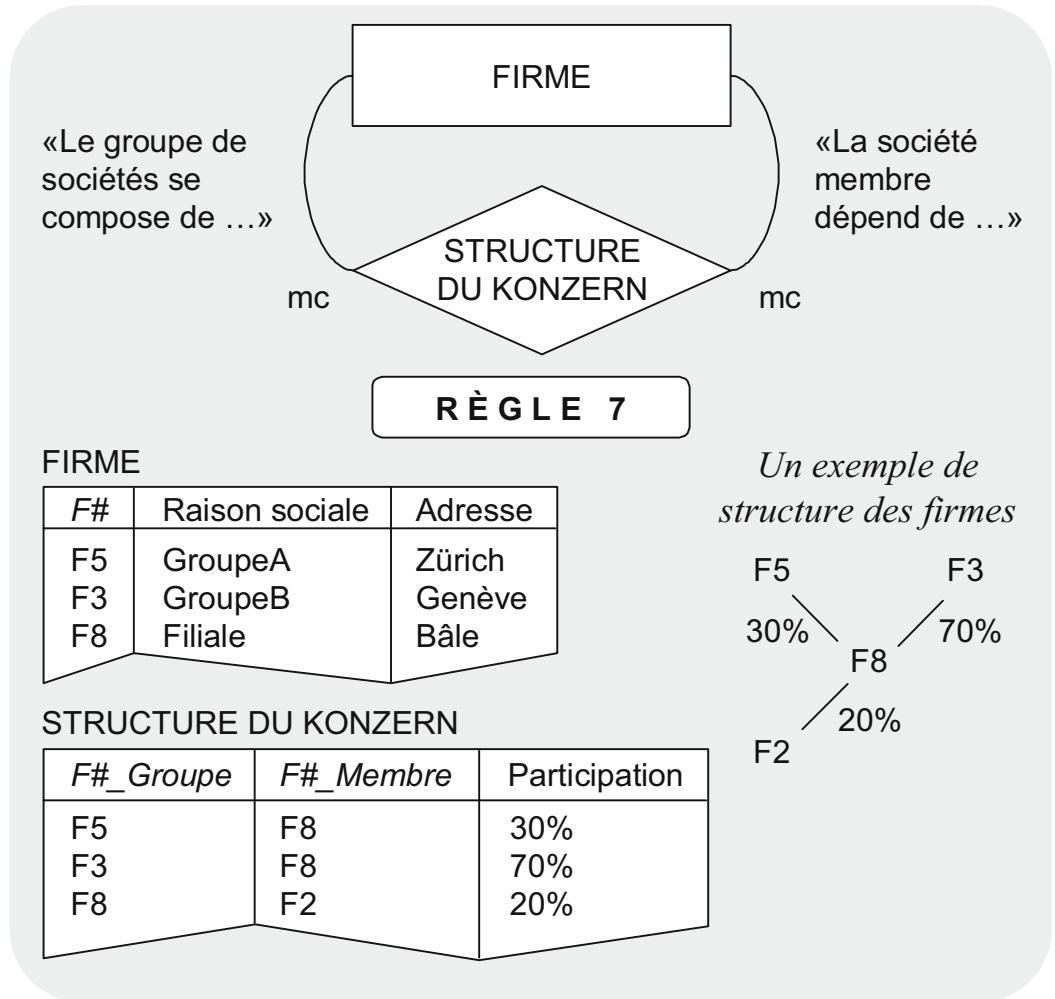 FIRME
«Le groupe de
sociétés se
compose de …»
«La société
membre
dépend de …»
STRUCTURE
DU KONZERN
mc
mc
RÈGLE 7
FIRME
F# Raison sociale Adresse
F5 GroupeA Zürich
F3 GroupeB Genève
F8 Filiale Bâle
Un exemple de
structure des firmes
F5 F3
30% 70%
F8
20%
F2
STRUCTURE DU KONZERN
F#_Groupe F#_Membre Participation
F5 F8 30%
F3 F8 70%
F8 F2 20%